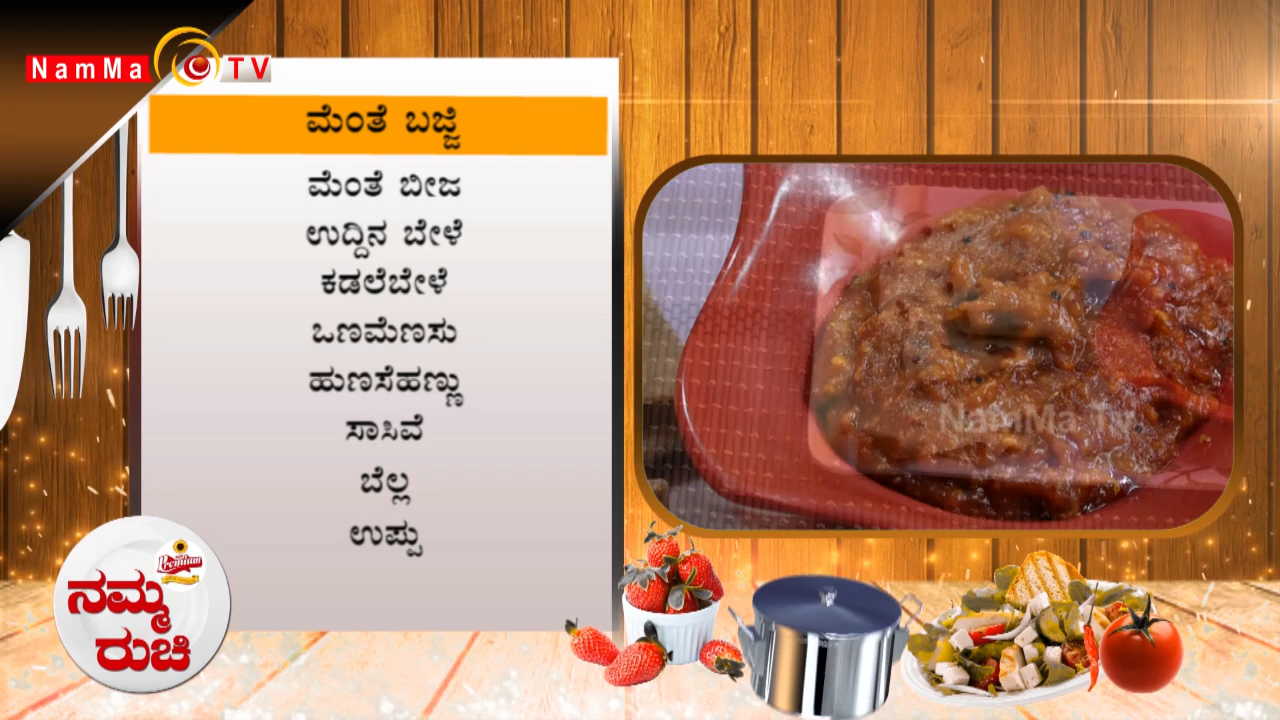 NamMa TV
ಮೆಂತೆ ಬಜ್ಜಿ
ಮೆಂತೆ ಬೀಜ
ಉದ್ದಿನ ಬೇಳೆ
ಕಡಲೆಬೇಳೆ
ಒಣಮೆಣಸು
ಹುಣಸೆಹಣ್ಣು
ಸಾಸಿವೆ
ಬೆಲ್ಲ
ಉಪ್ಪು
NamMa Tv
Premium
ನಮ್ಮ
ರುಚಿ